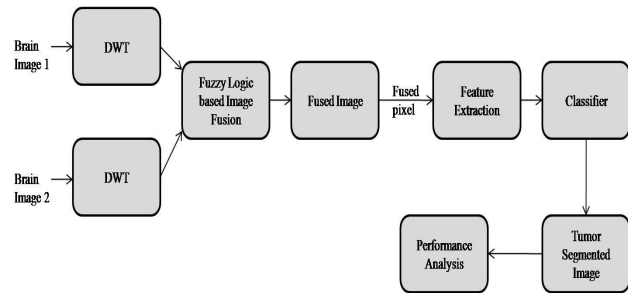 Brain
Image 1
DWT
Fuzzy Logic
based Image
Fusion
Fused Image
Fused
pixel
Feature
Extraction
Classifier
Brain
Image 2
DWT
Tumor
Segmented
Image
Performance
Analysis